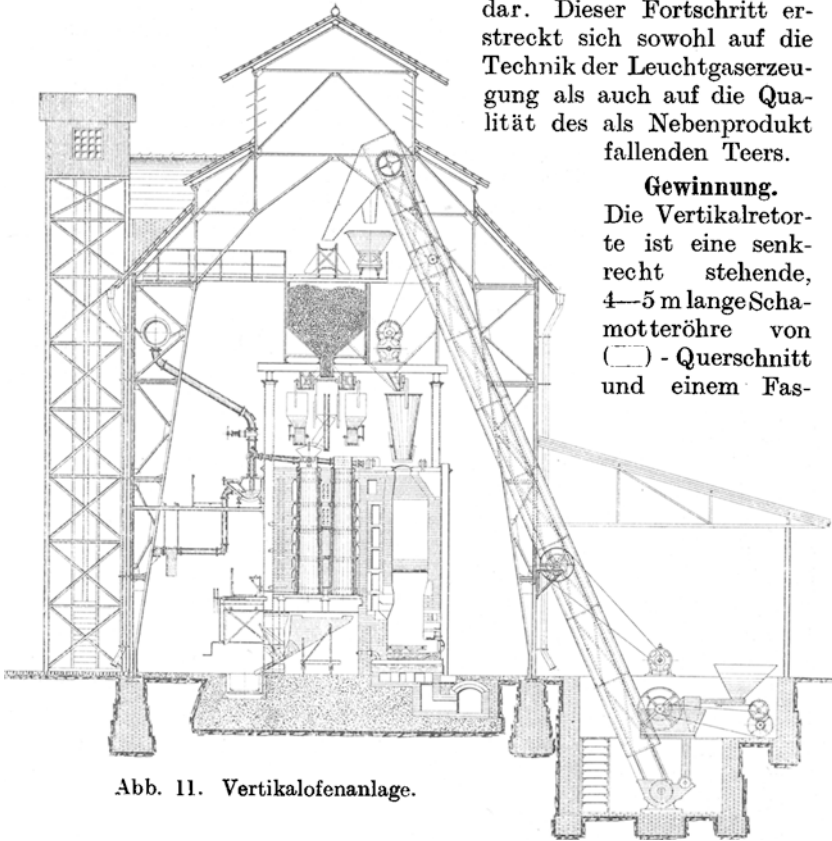 dar. Dieser Fortschritt er-
streckt sich sowohl auf die
Technik der Leuchtgaserzeu-
gung als auch auf die Qua-
lität des als Nebenprodukt
fallenden Teers.
Gewinnung.
Die Vertikalretor-
te ist eine senk-
recht stehende,
4—5 m lange Scha-
motteröhre von
(▭) - Querschnitt
und einem Fas-
Abb. 11. Vertikalofenanlage.